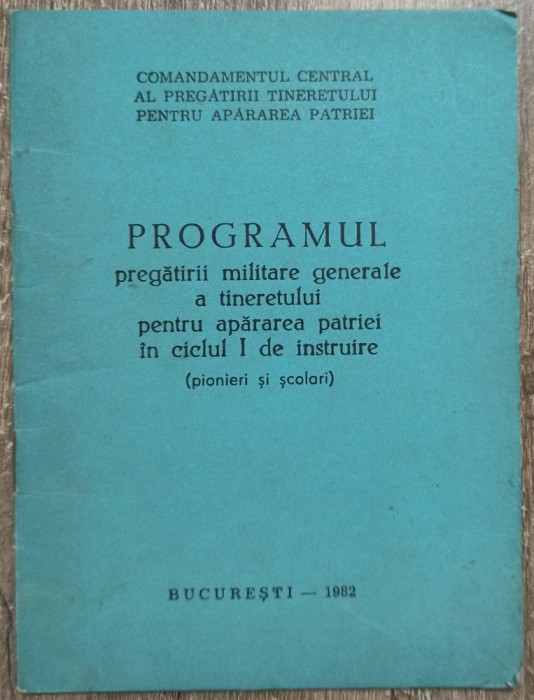 COMANDAMENTUL CENTRAL
AL PREGĂTIRII TINERETULUI
PENTRU APĂRAREA PATRIEI
PROGRAMUL
pregătirii militare generale
a tineretului
pentru apărarea patriei
în ciclul I de instruire
(pionieri și școlari)
BUCUREȘTI — 1982